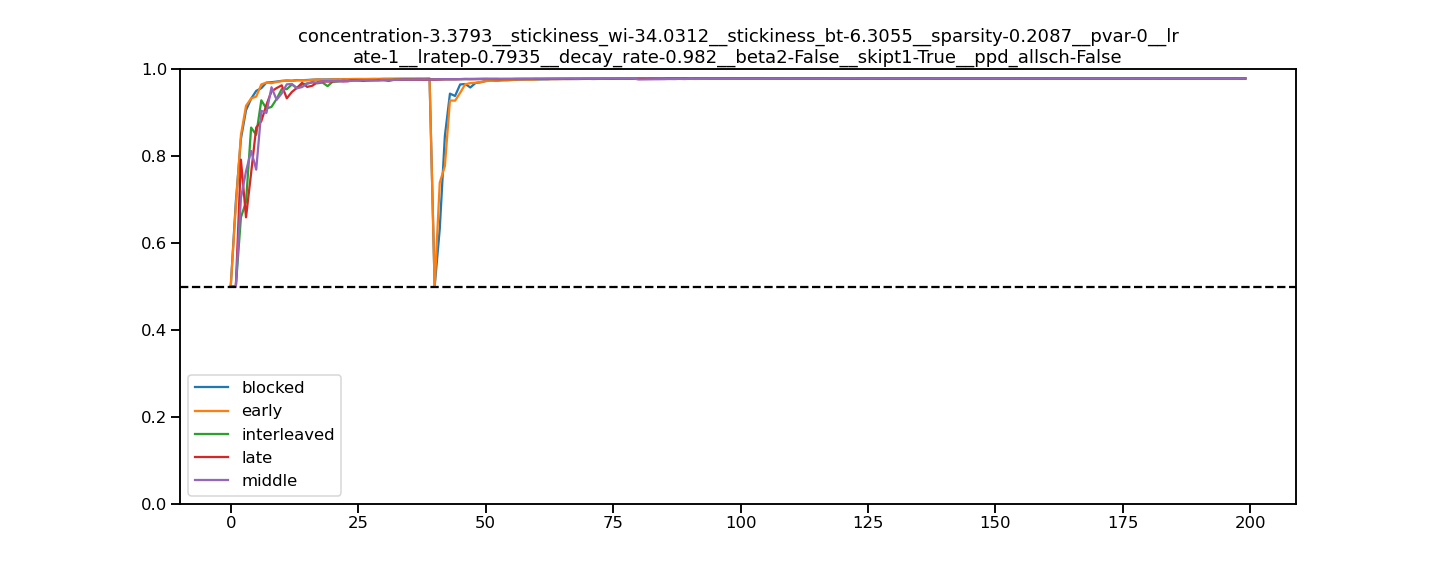 concentration-3.3793__stickiness_wi-34.0312__stickiness_bt-6.3055__sparsity-0.2087__pvar-0__lr
ate-1__lratep-0.7935__decay_rate-0.982__beta2-False__skipt1-True__ppd_allsch-False
1.0
0.8
0.6
0.4
0.2
0.0
blocked
early
interleaved
late
middle
0 25 50 75 100 125 150 175 200